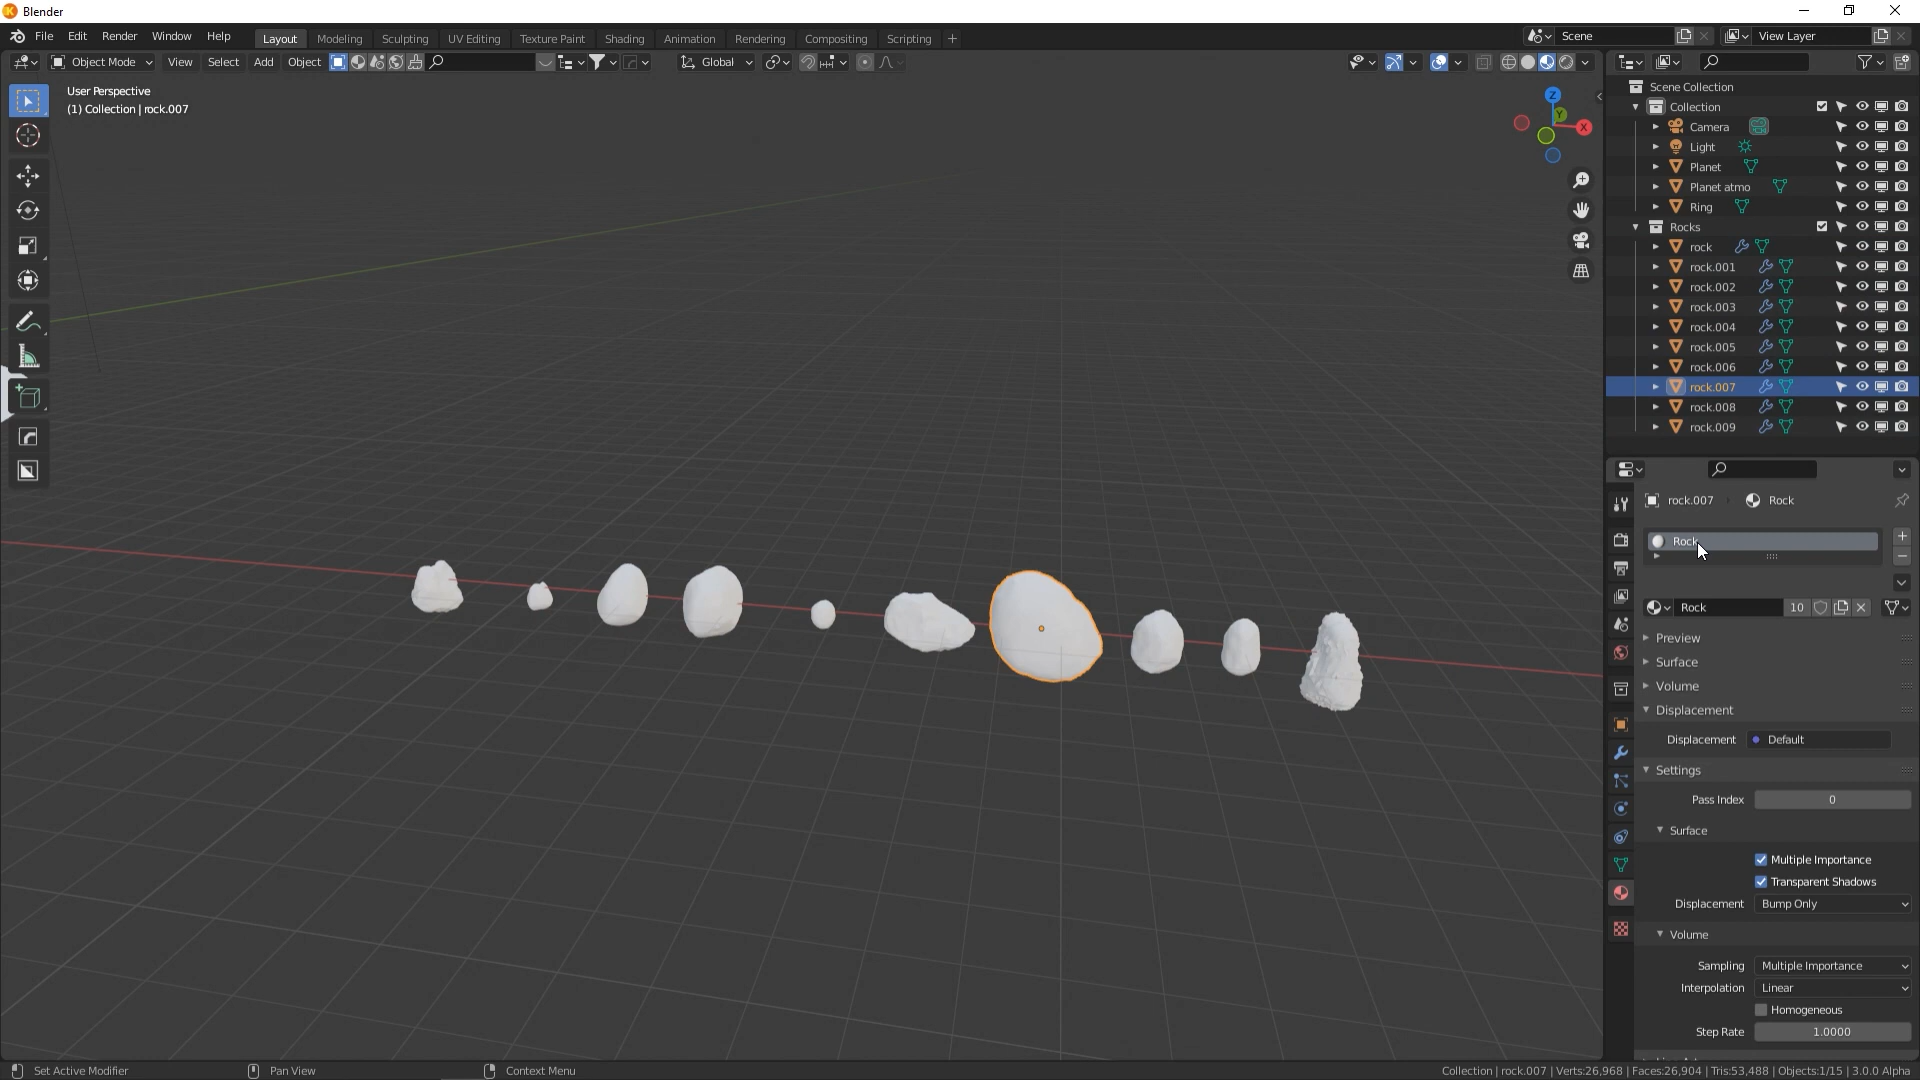 Blender
File Edit Render Window Help
Layout Modeling Sculpting UV Editing Texture Paint Shading Animation Rendering Compositing Scripting +
Scene
View Layer
Object Mode View Select Add Object
Global
User Perspective
(1) Collection | rock.007
Z
Y
X
Scene Collection
Collection
Camera
Light
Planet
Planet atmo
Ring
Rocks
rock
rock.001
rock.002
rock.003
rock.004
rock.005
rock.006
rock.007
rock.008
rock.009
rock.007 Rock
Rock
Rock 10
Preview
Surface
Volume
Displacement
Displacement Default
Settings
Pass Index 0
Surface
Multiple Importance
Transparent Shadows
Displacement Bump Only
Volume
Sampling Multiple Importance
Interpolation Linear
Homogeneous
Step Rate 1.0000
Set Active Modifier
Pan View
Context Menu
Collection | rock.007 | Verts:26,968 | Faces:26,904 | Tris:53,488 | Objects:1/15 | 3.0.0 Alpha